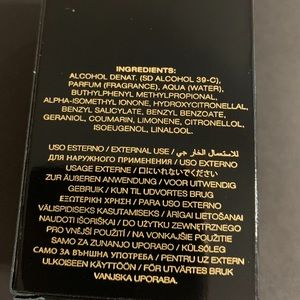 INGREDIENTS:
ALCOHOL DENAT. (SD ALCOHOL 39-C),
PARFUM (FRAGRANCE), AQUA (WATER),
BUTHYLPHENYL METHYLPROPIONAL,
ALPHA-ISOMETHYL IONONE, HYDROXYCITRONELLAL,
BENZYL SALICYLATE, BENZYL BENZOATE,
GERANIOL, COUMARIN, LIMONENE, CITRONELLOL,
ISOEUGENOL, LINALOOL.
USO ESTERNO / EXTERNAL USE / للاستعمال الخارجي
ДЛЯ НАРУЖНОГО ПРИМЕНЕНИЯ / USO EXTERNO
USAGE EXTERNE / 口にいれないでください
ZUR ÄUßEREN ANWENDUNG / VOOR UITWENDIG
GEBRUIK / KUN TIL UDVORTES BRUG
ΕΞΩΤΕΡΙΚΗ ΧΡΗΣΗ / USO EXTERNO
VÄLISPIDISEKS KASUTAMISEKS / ĀRĪGAI LIETOŠANAI
NAUDOTI IŠORIŠKAI / DO UŻYTKU ZEWNĘTRZNEGO
PRO VNĚJŠÍ POUŽITÍ / NA VONKAJŠIE POUŽITIE
SAMO ZA ZUNANJO UPORABO / KÜLSŐLEG
САМО ЗА ВЪНШНА УПОТРЕБА / PENTRU UZ EXTERN
ULKOISEEN KÄYTTÖÖN / FÖR UTVÄRTES BRUK
VANJSKA UPORABA.